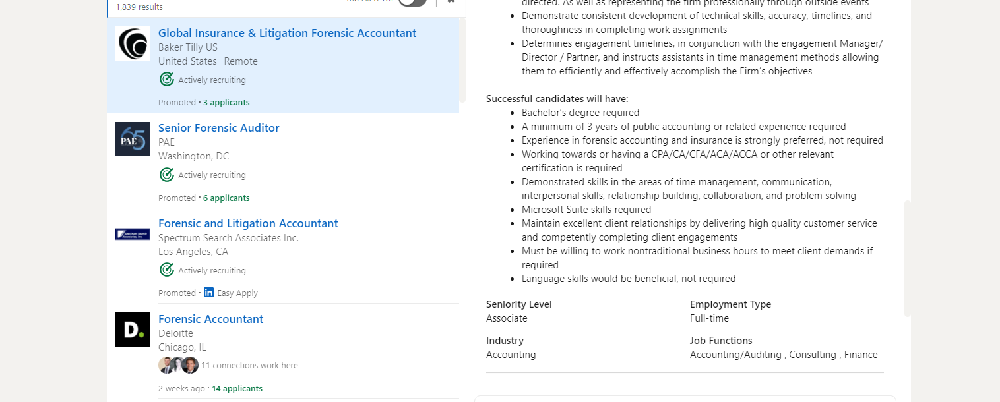 1,839 results
Global Insurance & Litigation Forensic Accountant
Baker Tilly US
United States Remote
Actively recruiting
Promoted · 3 applicants
65
PAE
Senior Forensic Auditor
PAE
Washington, DC
Actively recruiting
Promoted · 6 applicants
Spectrum Search
Associates, Inc.
Forensic and Litigation Accountant
Spectrum Search Associates Inc.
Los Angeles, CA
Actively recruiting
Promoted · in Easy Apply
D.
Forensic Accountant
Deloitte
Chicago, IL
11 connections work here
2 weeks ago · 14 applicants
directed. As well as representing the firm professionally through outside events
• Demonstrate consistent development of technical skills, accuracy, timelines, and
thoroughness in completing work assignments
• Determines engagement timelines, in conjunction with the engagement Manager/
Director / Partner, and instructs assistants in time management methods allowing
them to efficiently and effectively accomplish the Firm’s objectives
Successful candidates will have:
• Bachelor’s degree required
• A minimum of 3 years of public accounting or related experience required
• Experience in forensic accounting and insurance is strongly preferred, not required
• Working towards or having a CPA/CA/CFA/ACA/ACCA or other relevant
certification is required
• Demonstrated skills in the areas of time management, communication,
interpersonal skills, relationship building, collaboration, and problem solving
• Microsoft Suite skills required
• Maintain excellent client relationships by delivering high quality customer service
and competently completing client engagements
• Must be willing to work nontraditional business hours to meet client demands if
required
• Language skills would be beneficial, not required
Seniority Level
Associate
Employment Type
Full-time
Industry
Accounting
Job Functions
Accounting/Auditing , Consulting , Finance